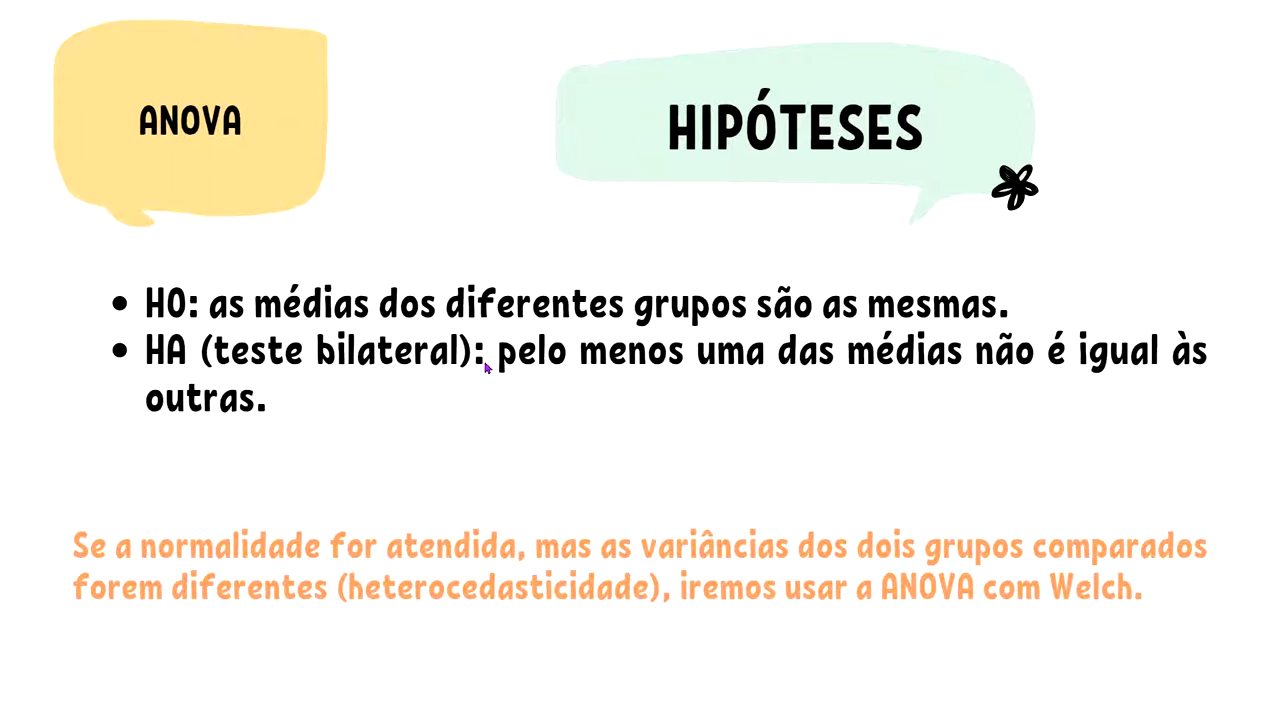 ANOVA
HIPÓTESES
• HO: as médias dos diferentes grupos são as mesmas.
• HA (teste bilateral): pelo menos uma das médias não é igual às
outras.
Se a normalidade for atendida, mas as variâncias dos dois grupos comparados
forem diferentes (heterocedasticidade), iremos usar a ANOVA com Welch.